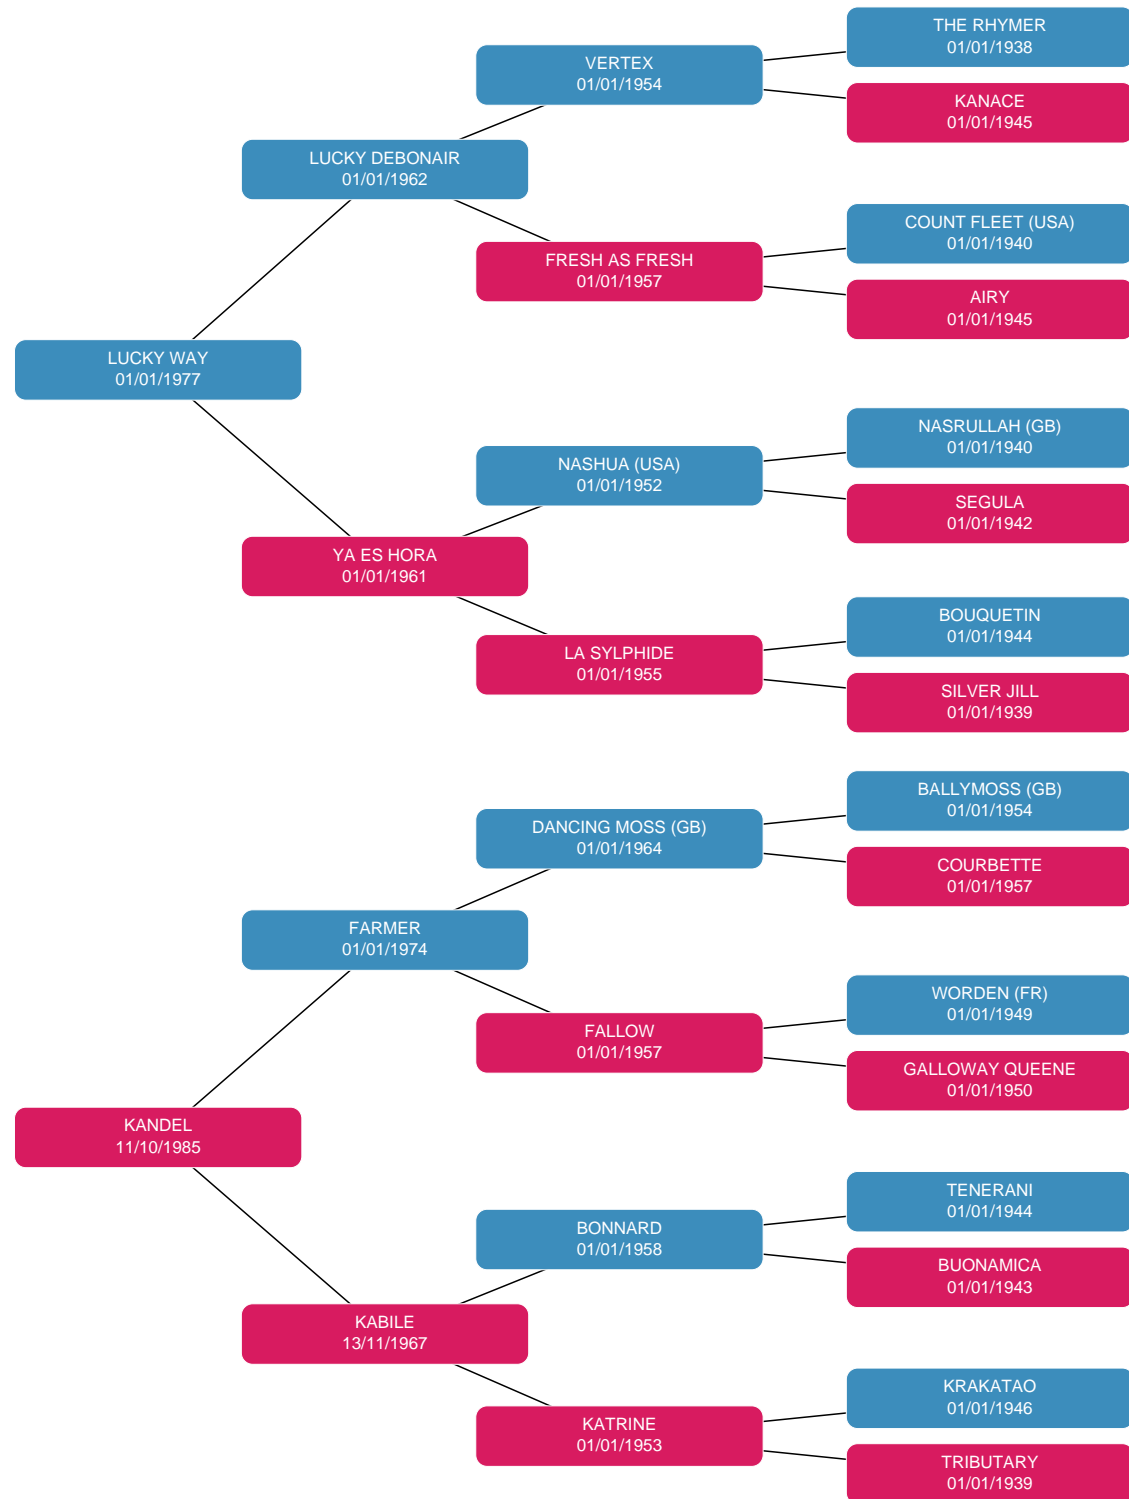 THE RHYMER
01/01/1938
VERTEX
01/01/1954
KANACE
01/01/1945
LUCKY DEBONAIR
01/01/1962
COUNT FLEET (USA)
01/01/1940
FRESH AS FRESH
01/01/1957
AIRY
01/01/1945
LUCKY WAY
01/01/1977
NASRULLAH (GB)
01/01/1940
NASHUA (USA)
01/01/1952
SEGULA
01/01/1942
YA ES HORA
01/01/1961
BOUQUETIN
01/01/1944
LA SYLPHIDE
01/01/1955
SILVER JILL
01/01/1939
BALLYMOSS (GB)
01/01/1954
DANCING MOSS (GB)
01/01/1964
COURBETTE
01/01/1957
FARMER
01/01/1974
WORDEN (FR)
01/01/1949
FALLOW
01/01/1957
GALLOWAY QUEENE
01/01/1950
KANDEL
11/10/1985
TENERANI
01/01/1944
BONNARD
01/01/1958
BUONAMICA
01/01/1943
KABILE
13/11/1967
KRAKATAO
01/01/1946
KATRINE
01/01/1953
TRIBUTARY
01/01/1939